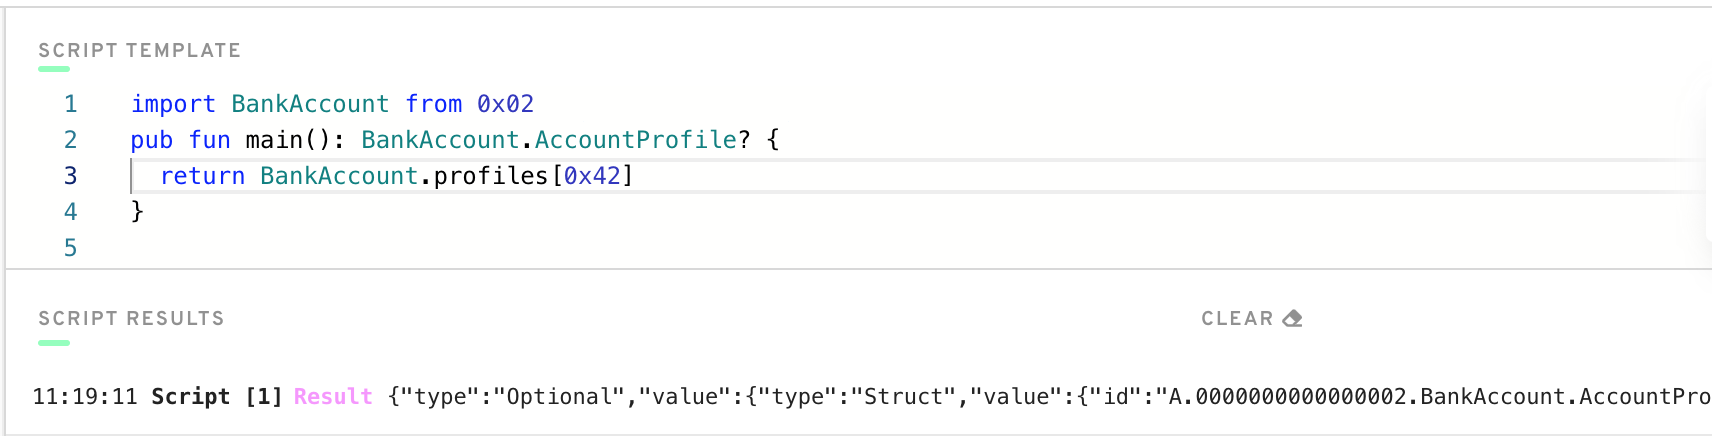 SCRIPT TEMPLATE
1 import BankAccount from 0x02
2 pub fun main(): BankAccount.AccountProfile? {
3   return BankAccount.profiles[0x42]
4 }
5
SCRIPT RESULTS CLEAR
11:19:11 Script [1] Result {"type":"Optional","value":{"type":"Struct","value":{"id":"A.0000000000000002.BankAccount.AccountPro